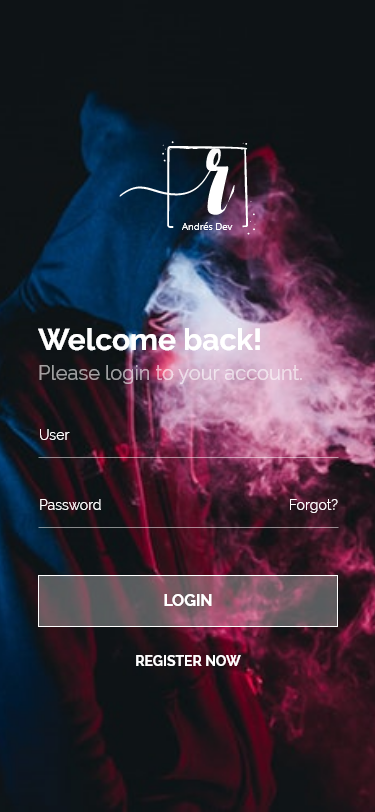 r
Andrés Dev
Welcome back!
Please login to your account.
User
Password Forgot?
LOGIN
REGISTER NOW